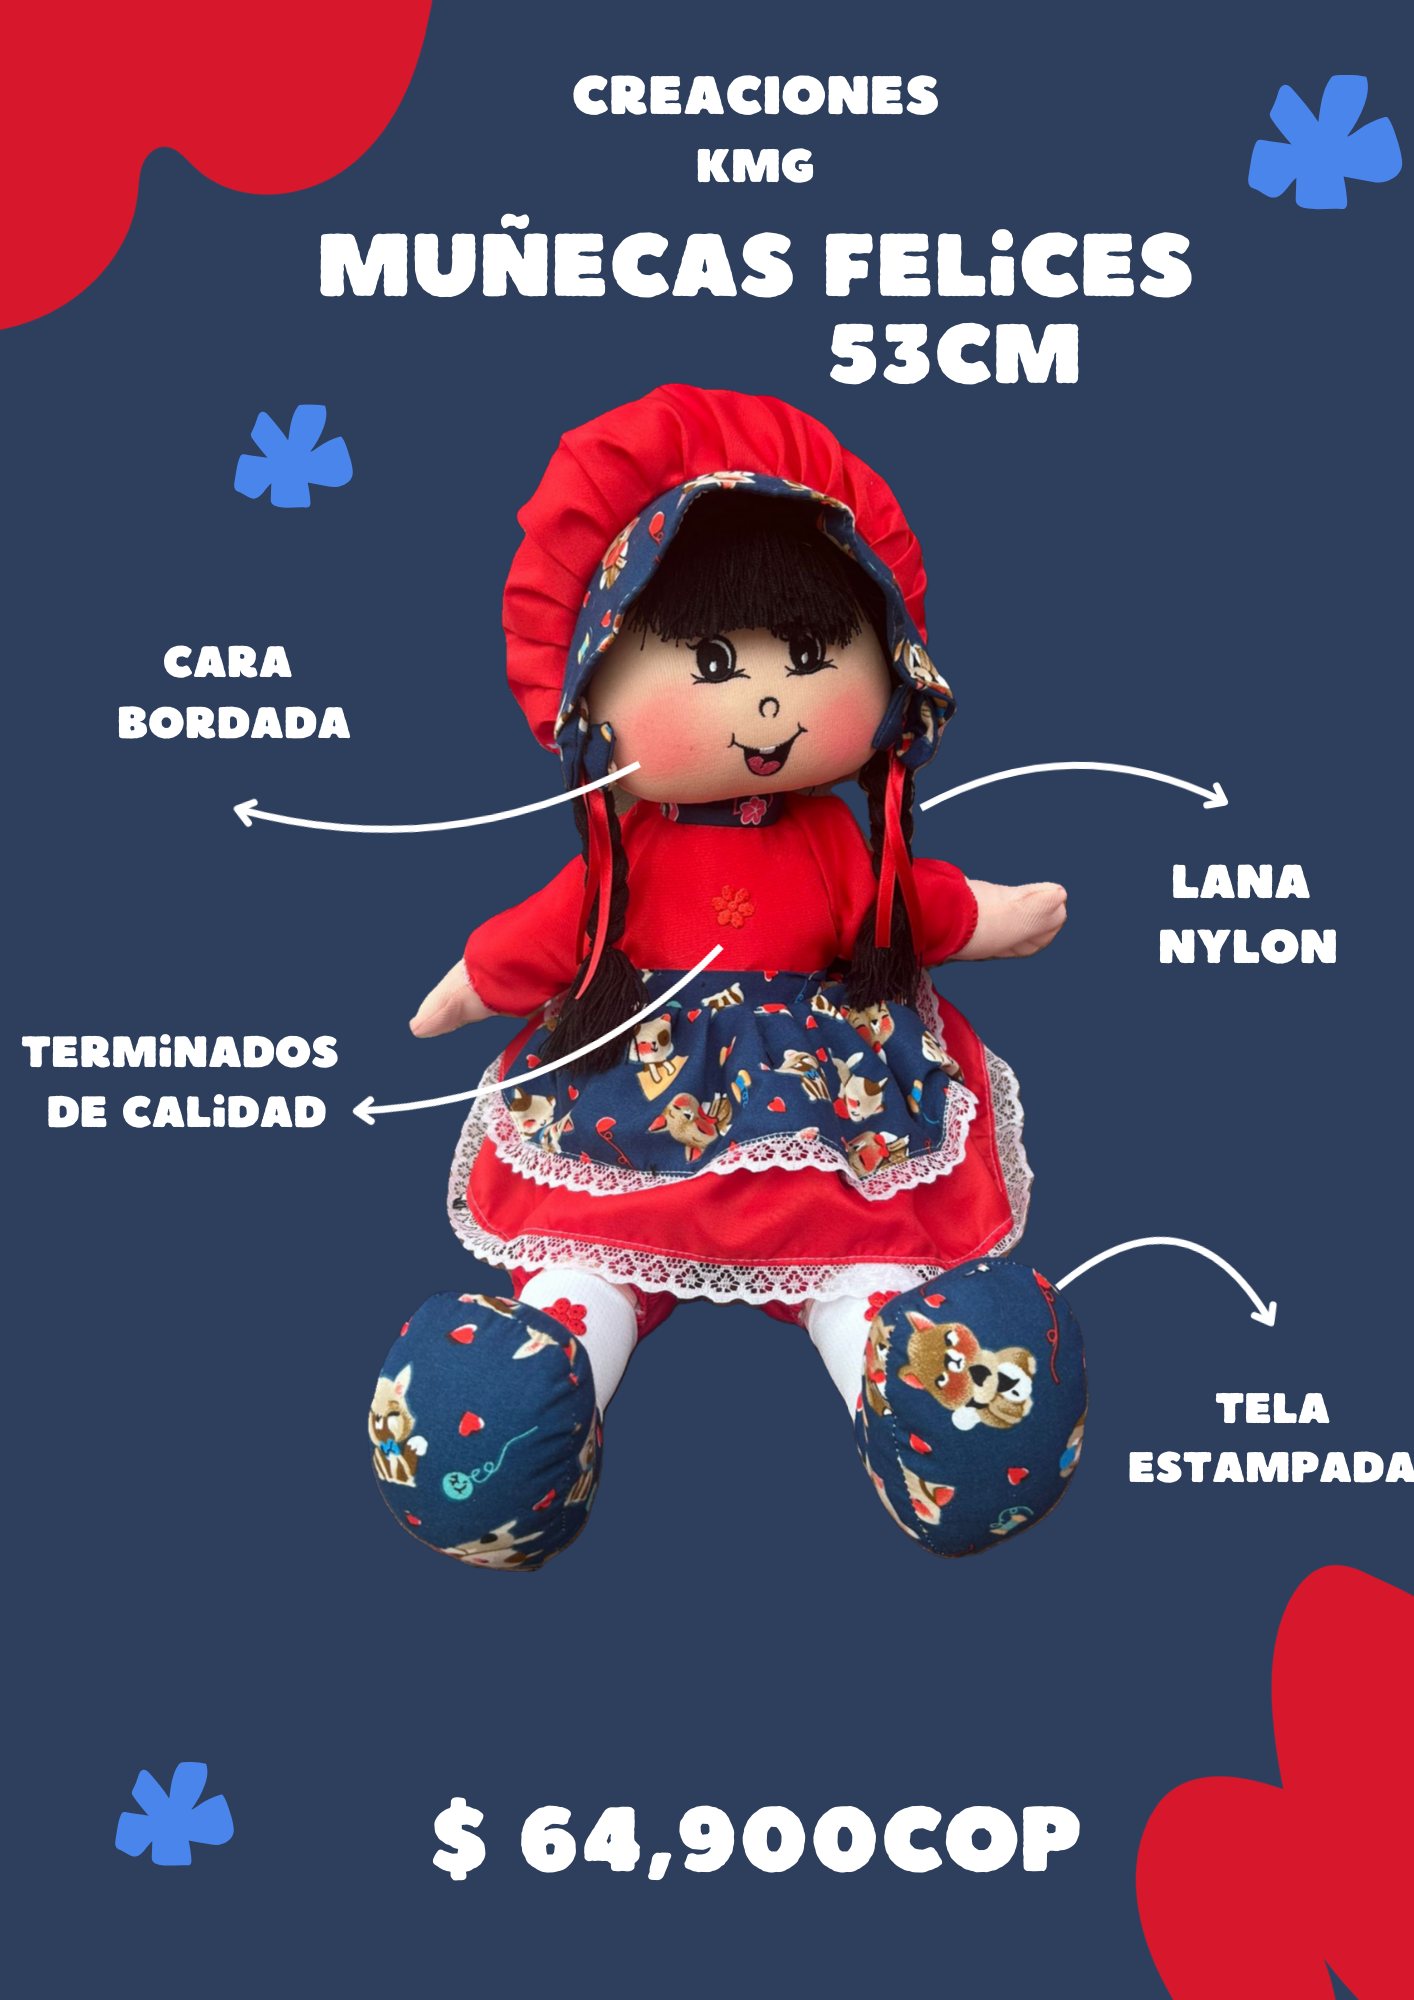 CREACIONES
KMG
MUÑECAS FELiCES
53CM
CARA
BORDADA
LANA
NYLON
TERMiNADOS
DE CALiDAD
TELA
ESTAMPADA
$ 64,900COP